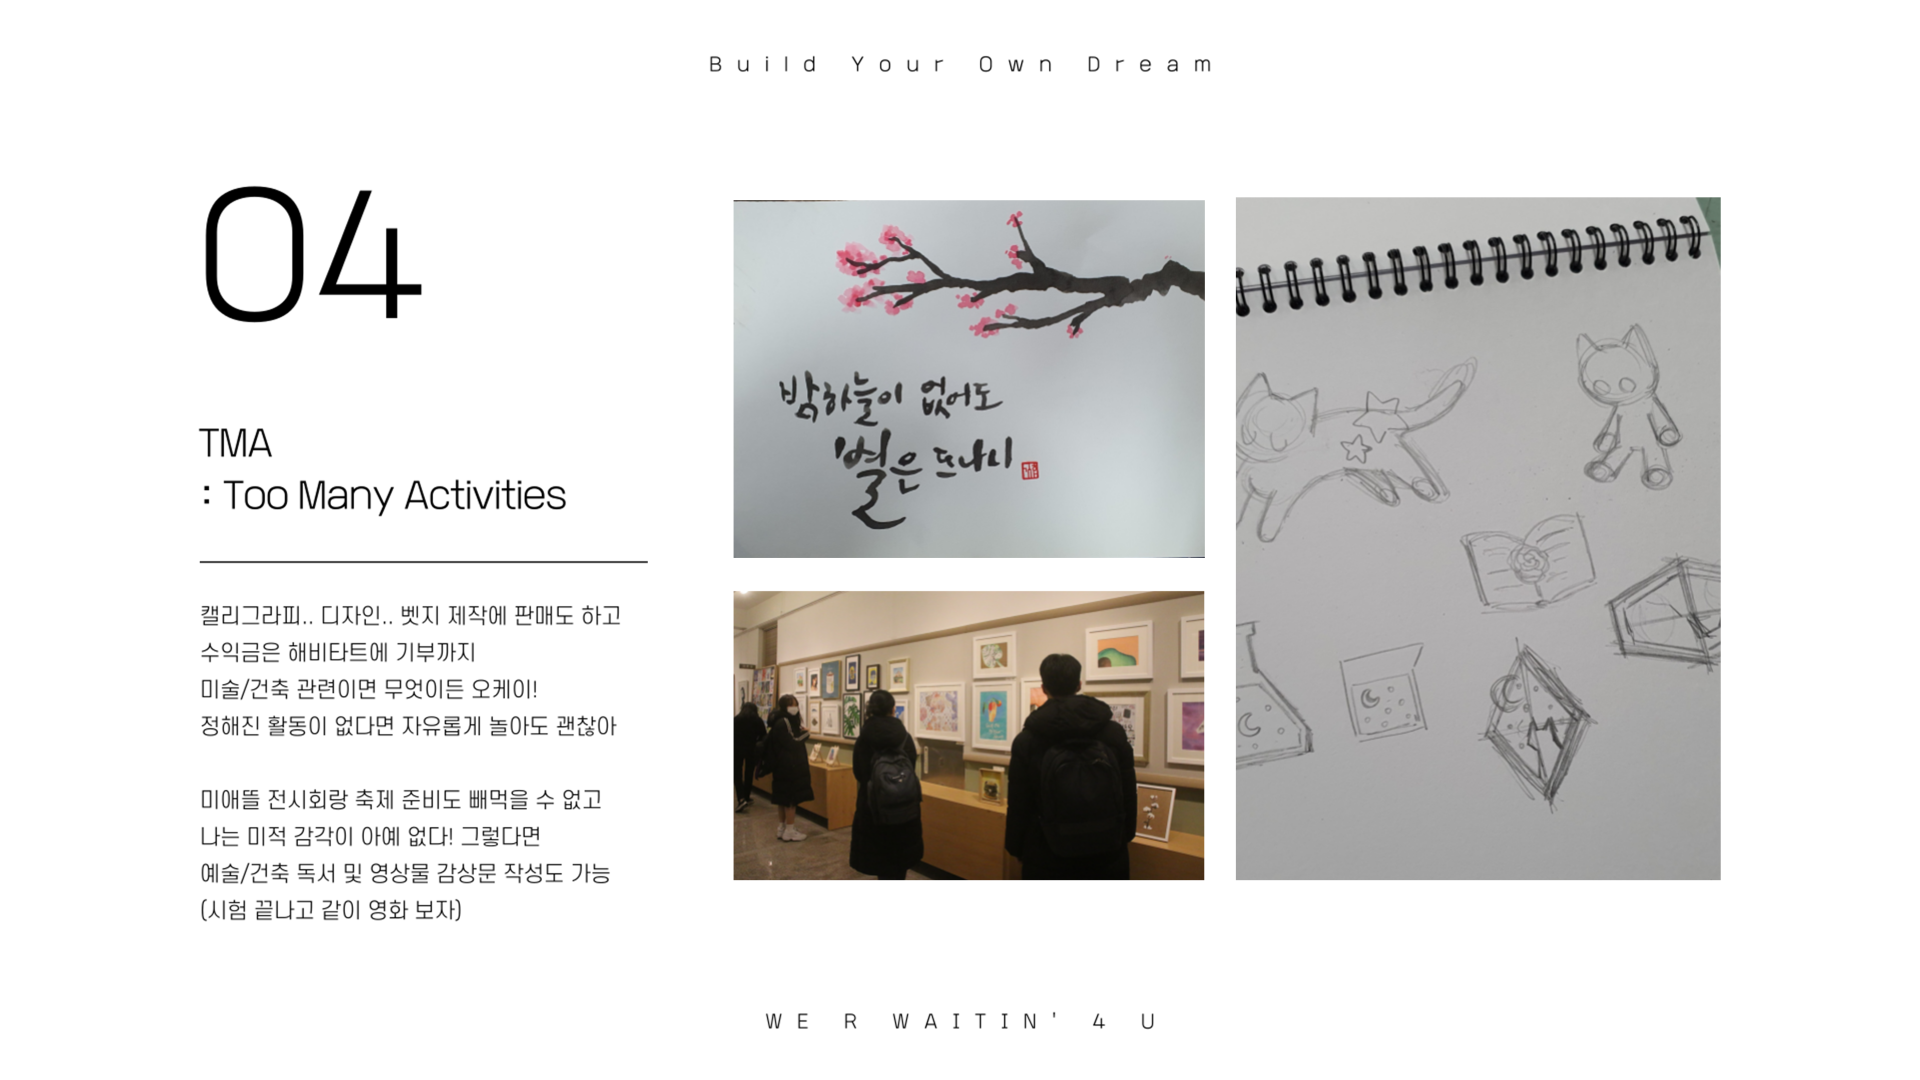 Build Your Own Dream
04
TMA
: Too Many Activities
캘리그라피.. 디자인.. 벳지 제작에 판매도 하고
수익금은 해비타트에 기부까지
미술/건축 관련이면 무엇이든 오케이!
정해진 활동이 없다면 자유롭게 놀아도 괜찮아
미애뜰 전시회랑 축제 준비도 빼먹을 수 없고
나는 미적 감각이 아예 없다! 그렇다면
예술/건축 독서 및 영상물 감상문 작성도 가능
(시험 끝나고 같이 영화 보자)
밤하늘이 없어도
별은 뜨나니
WE R WAITIN' 4 U